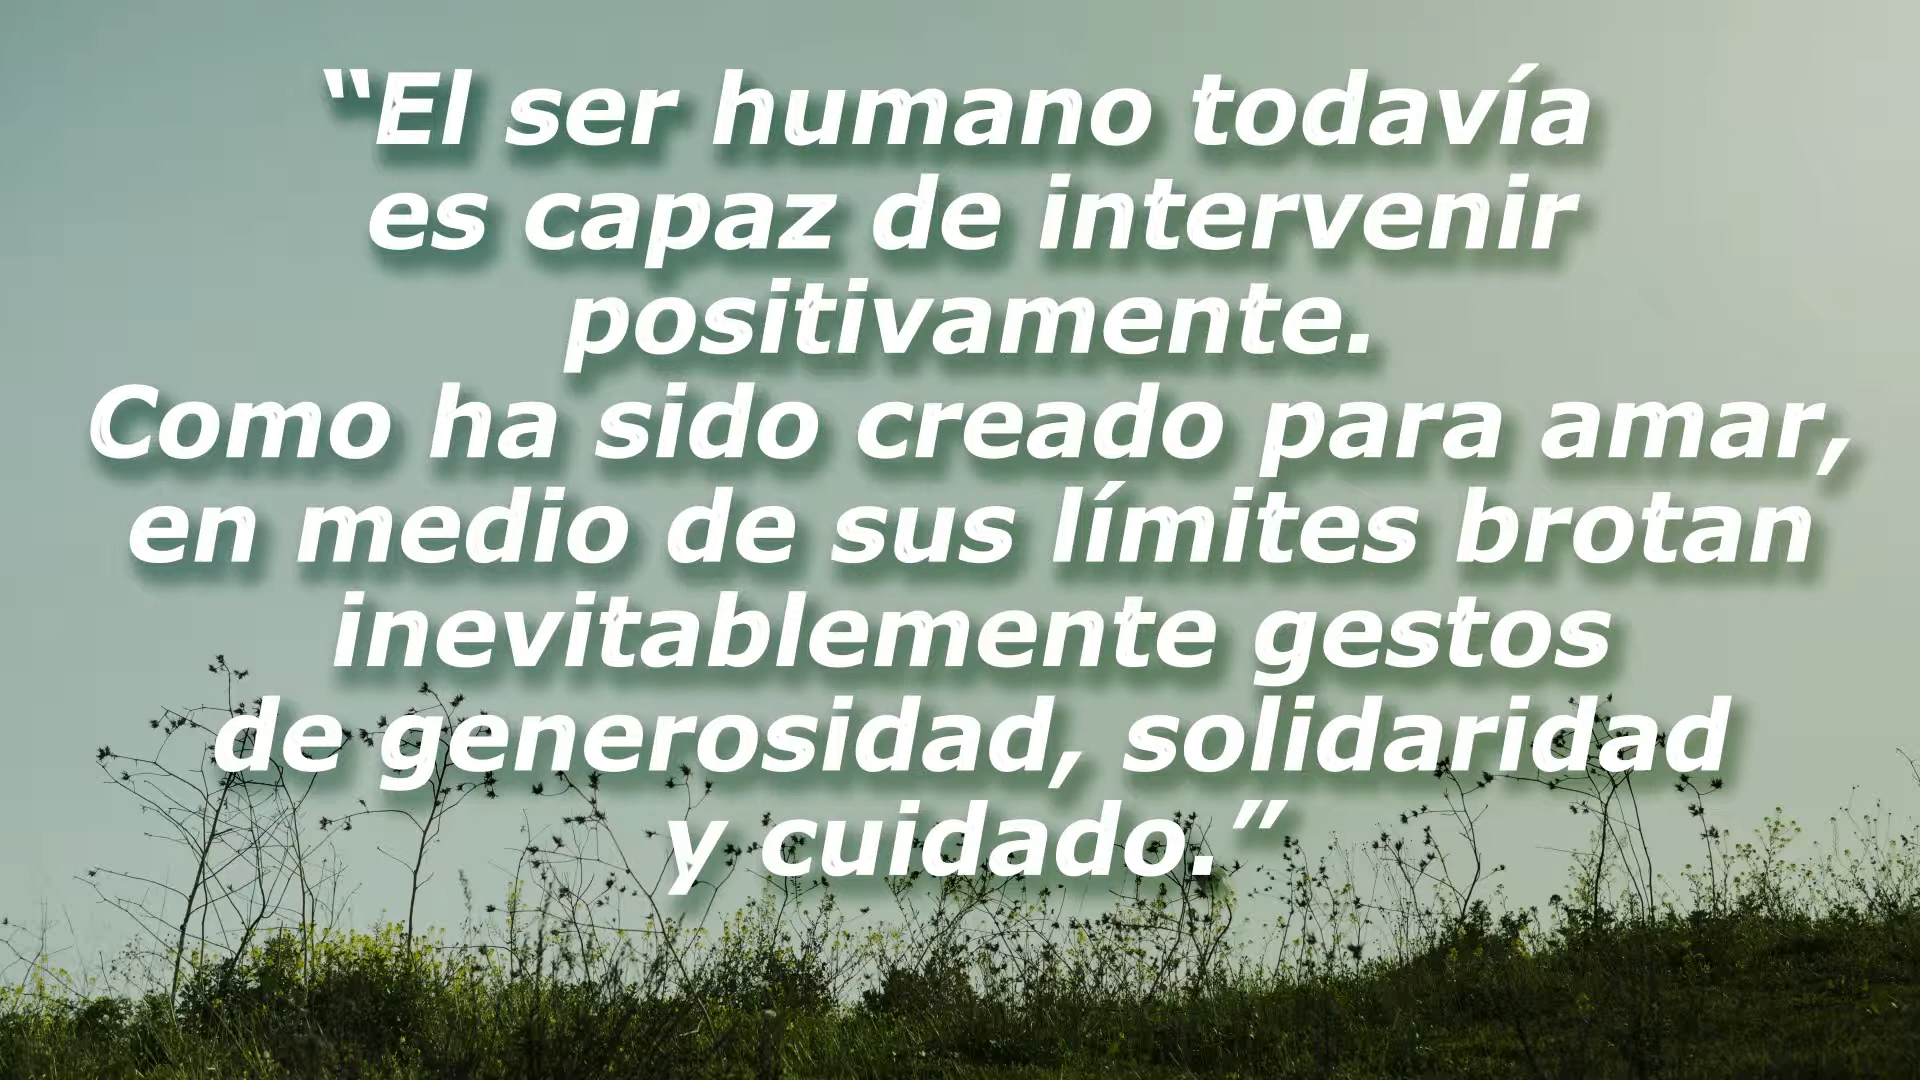 “El ser humano todavía
es capaz de intervenir
positivamente.
Como ha sido creado para amar,
en medio de sus límites brotan
inevitablemente gestos
de generosidad, solidaridad
y cuidado.”